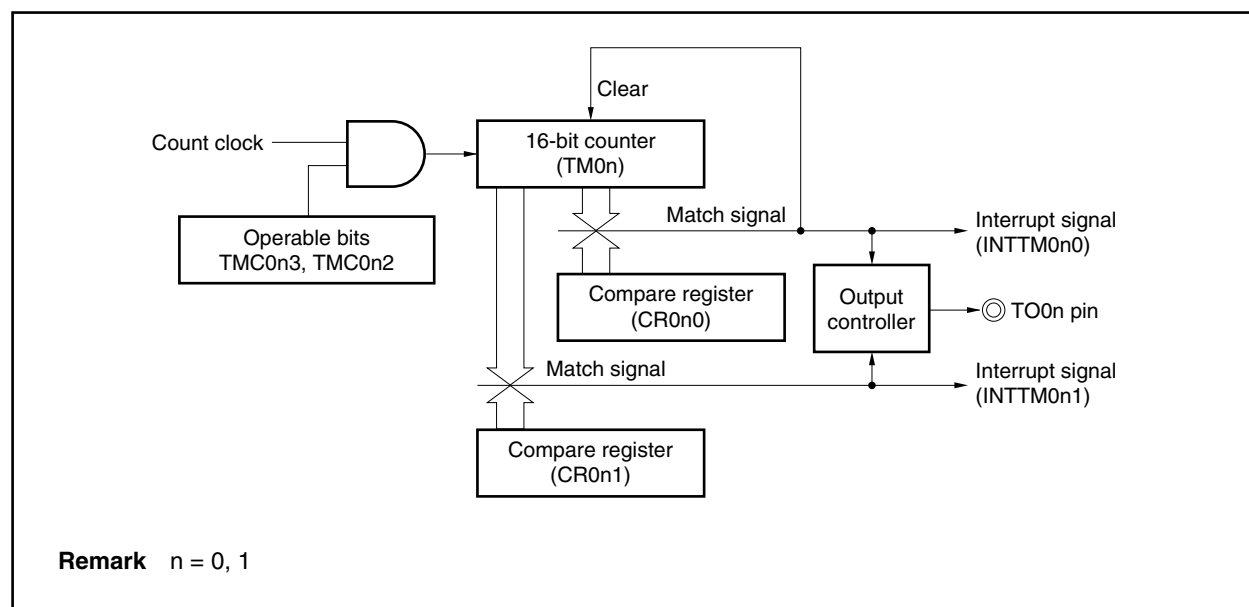 Clear
Count clock
16-bit counter
(TM0n)
Operable bits
TMC0n3, TMC0n2
Match signal
Interrupt signal
(INTTM0n0)
Compare register
(CR0n0)
Output
controller
TO0n pin
Match signal
Interrupt signal
(INTTM0n1)
Compare register
(CR0n1)
Remark n = 0, 1